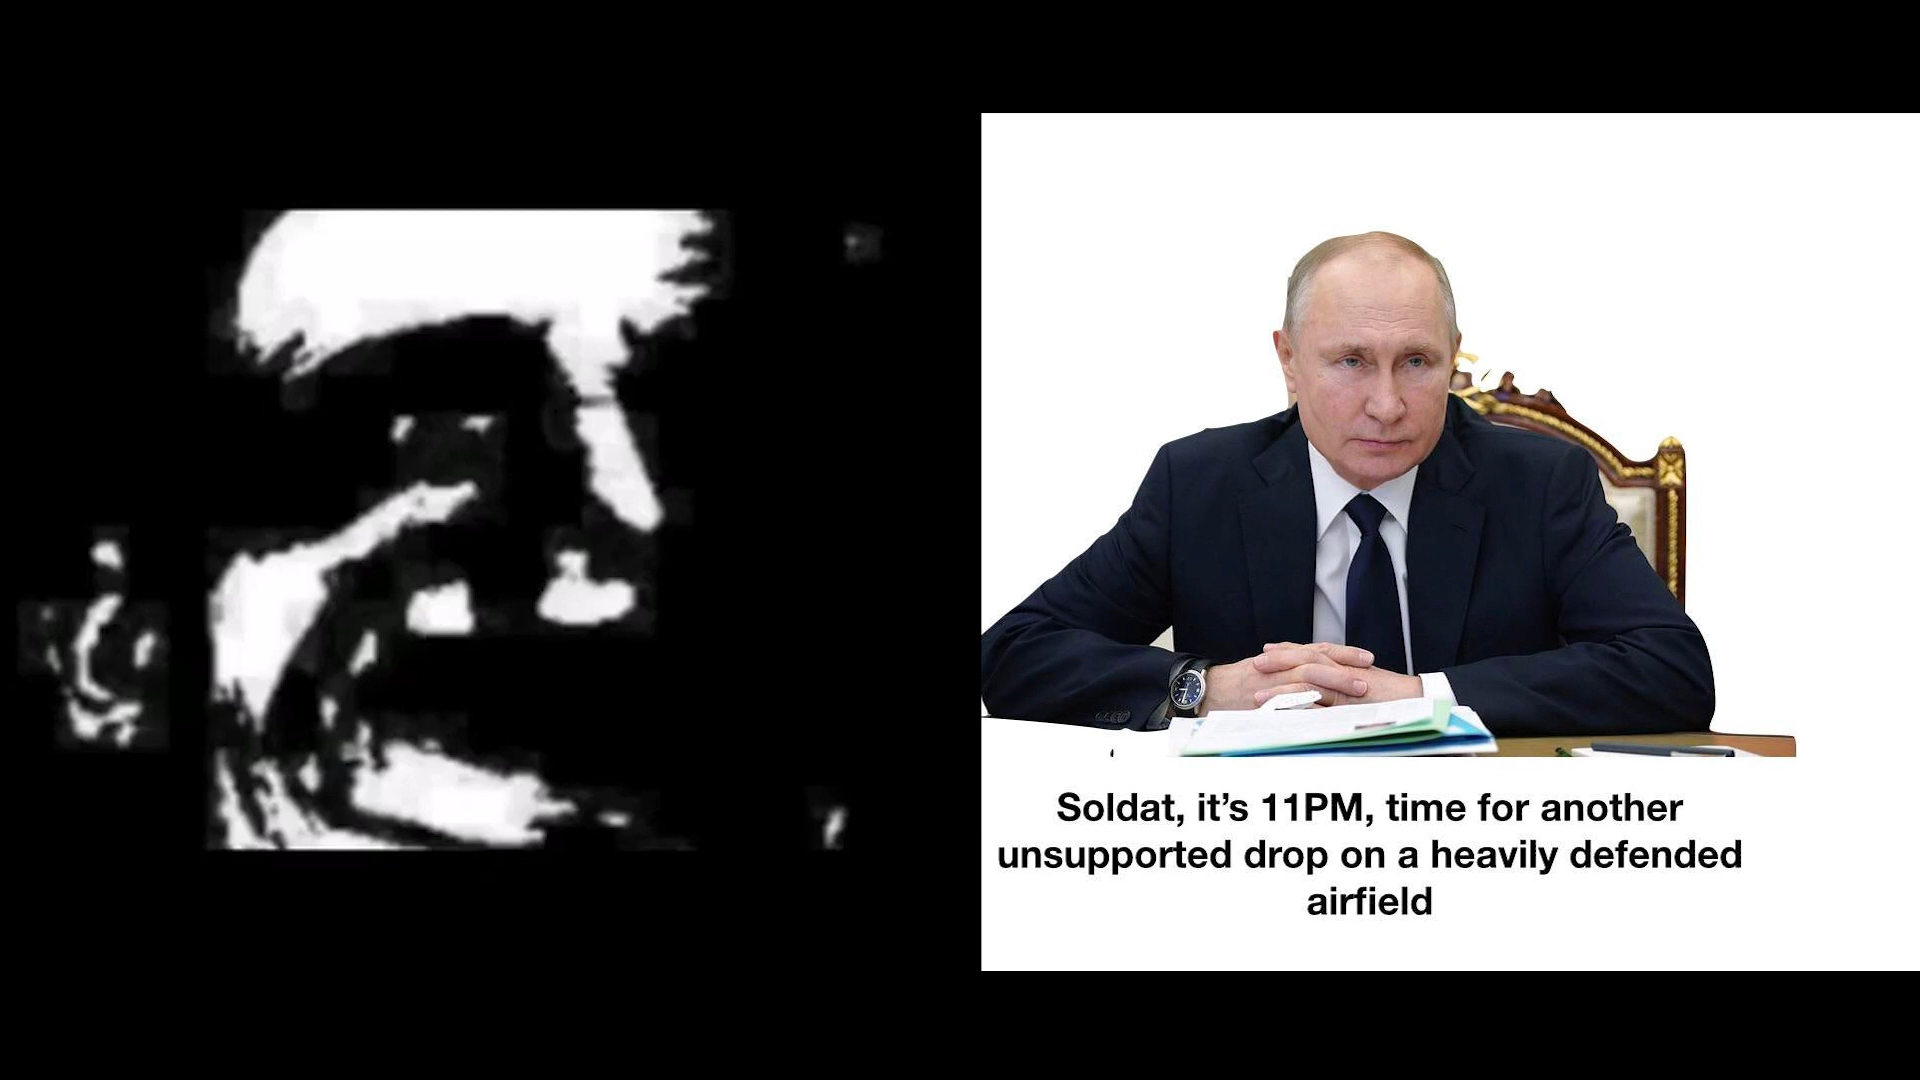 Soldat, it’s 11PM, time for another
unsupported drop on a heavily defended
airfield